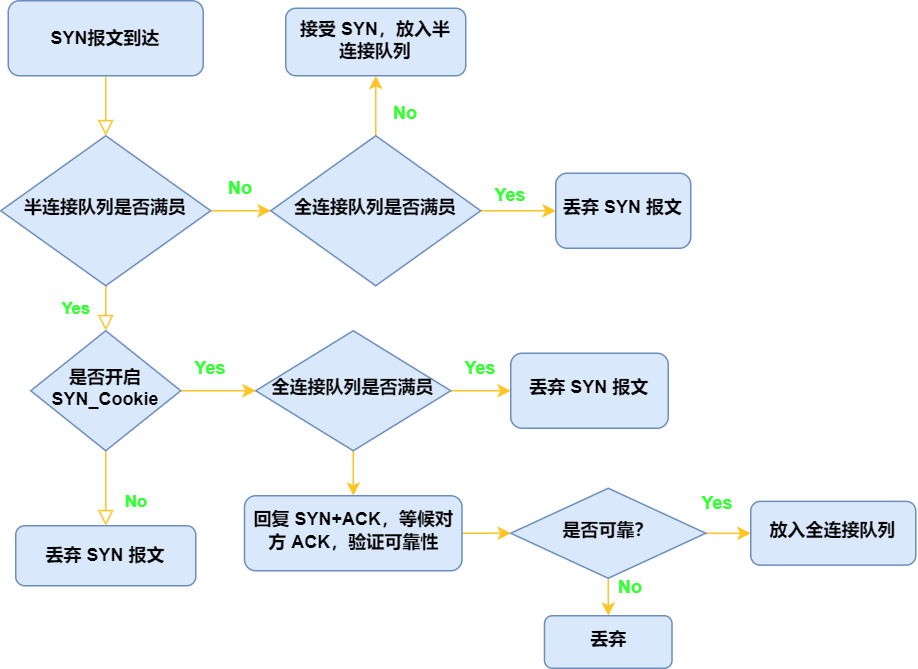 SYN报文到达
接受 SYN，放入半
连接队列
No
半连接队列是否满员
No
全连接队列是否满员
Yes
丢弃 SYN 报文
Yes
是否开启
SYN_Cookie
Yes
全连接队列是否满员
Yes
丢弃 SYN 报文
No
丢弃 SYN 报文
回复 SYN+ACK，等候对
方 ACK，验证可靠性
是否可靠?
Yes
放入全连接队列
No
丢弃